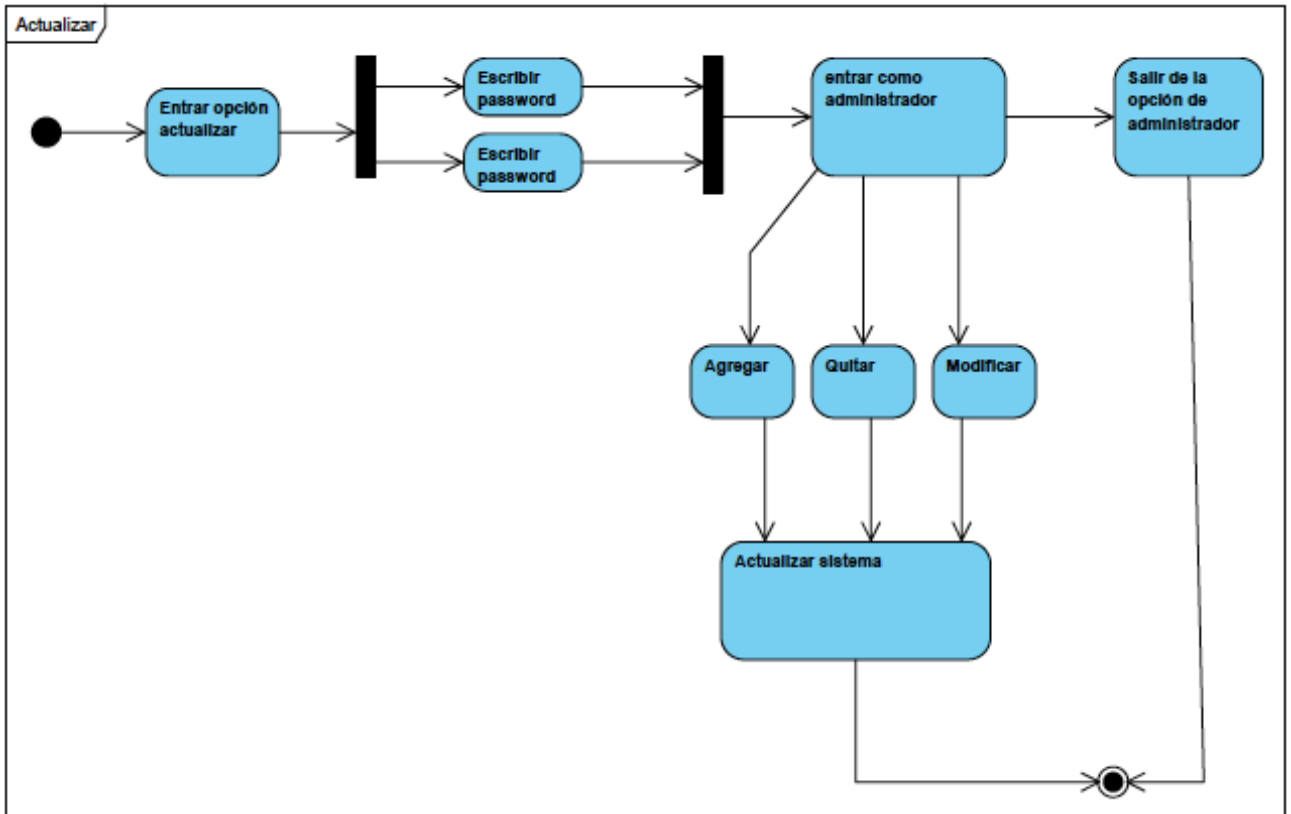 Actualizar
Entrar opción
actualizar
Escribir
password
Escribir
password
entrar como
administrador
Salir de la
opción de
administrador
Agregar
Quitar
Modificar
Actualizar sistema